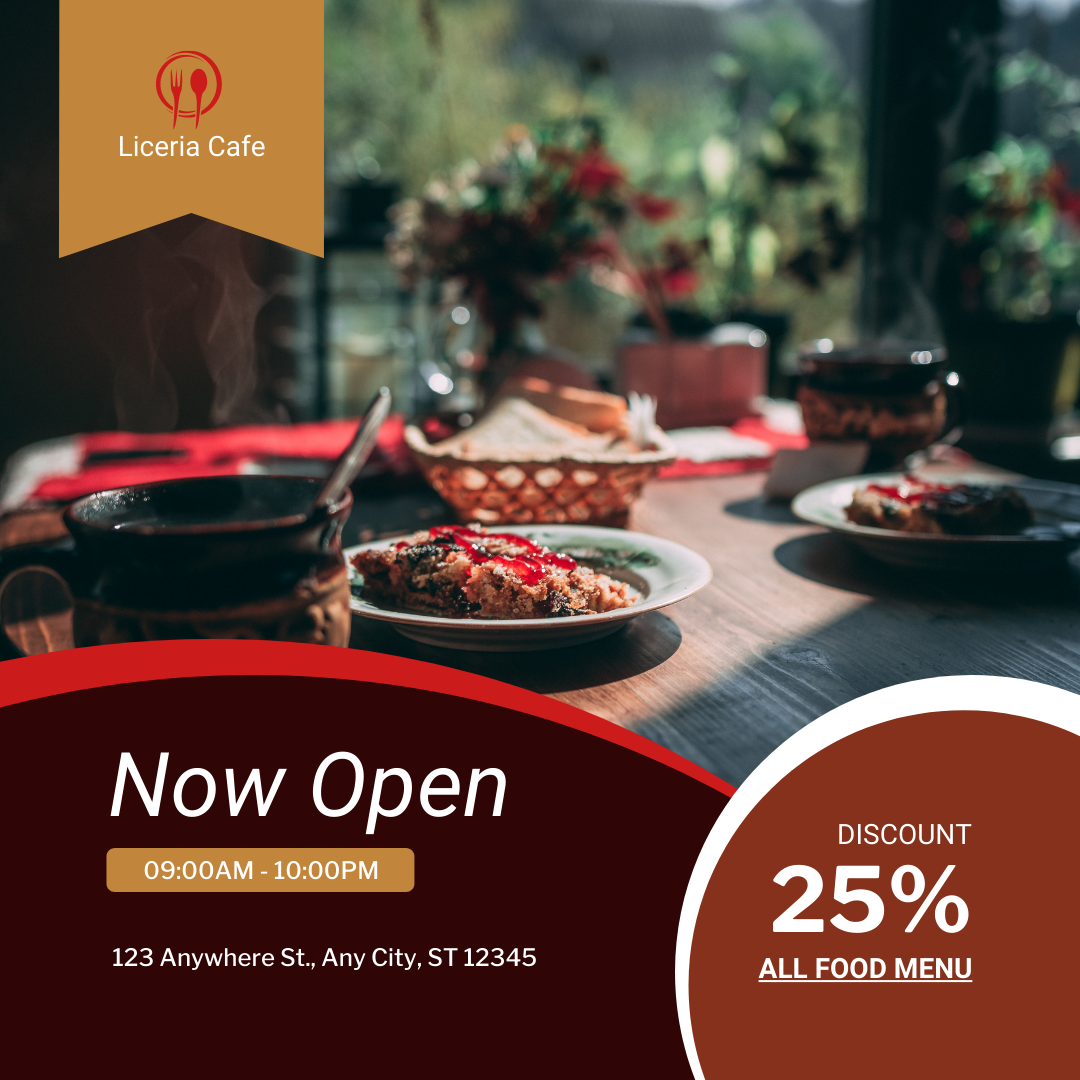 Liceria Cafe
Now Open
09:00AM - 10:00PM
123 Anywhere St., Any City, ST 12345
DISCOUNT
25%
ALL FOOD MENU